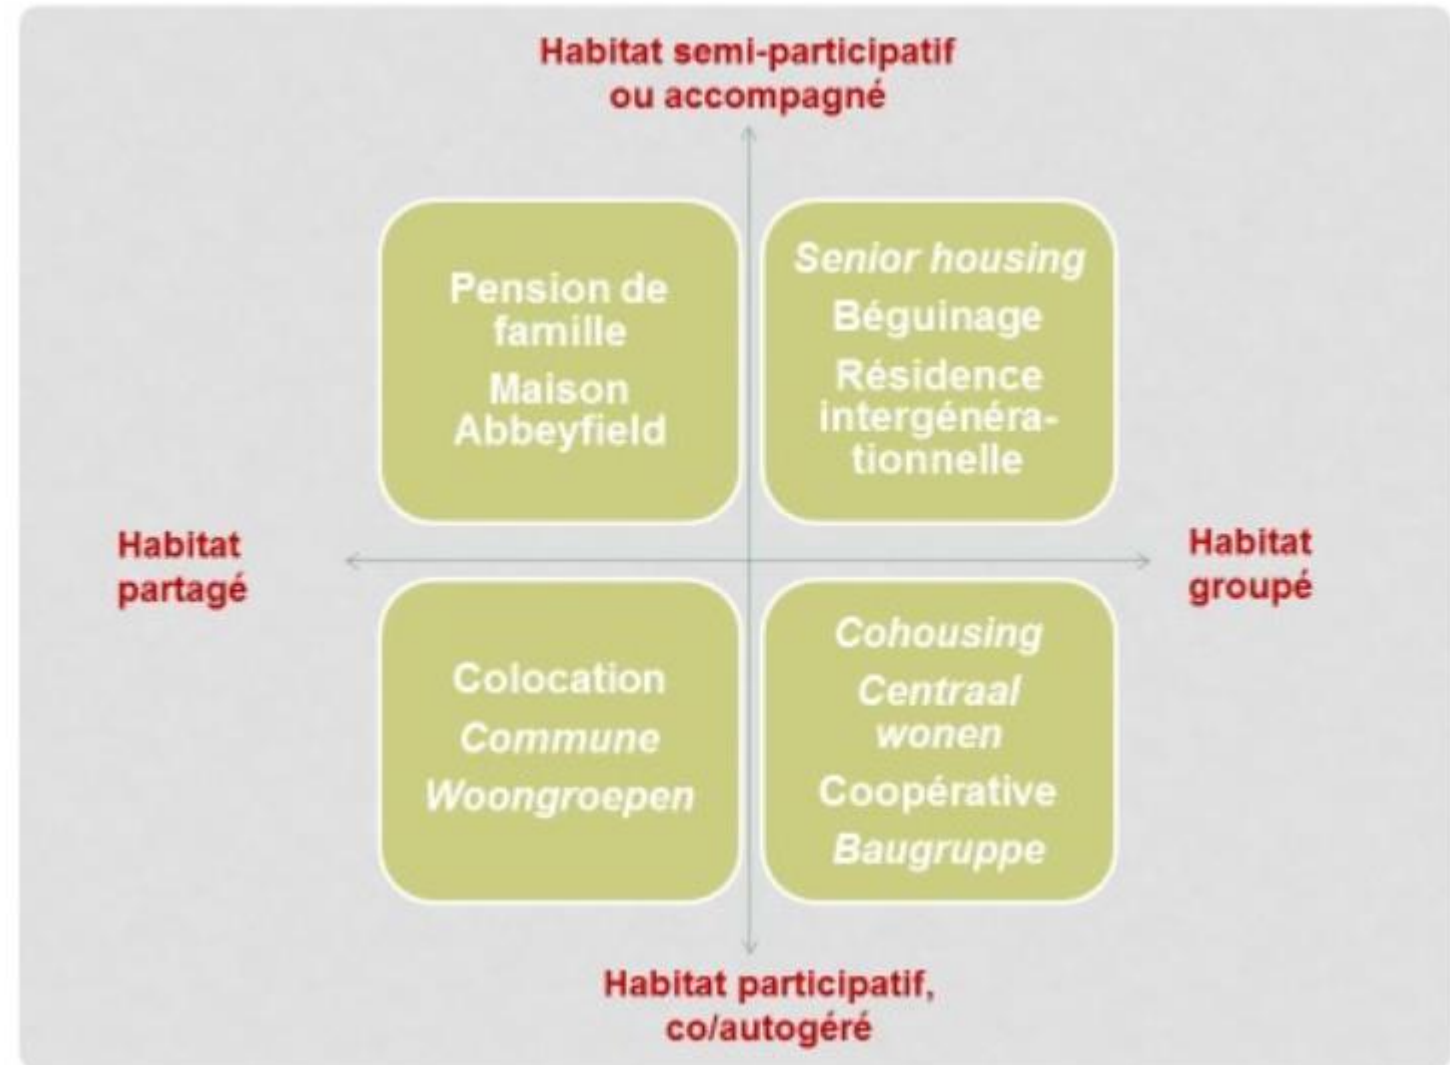 Habitat semi-participatif
ou accompagné
Pension de
famille
Maison
Abbeyfield
Senior housing
Béguinage
Résidence
intergénéra-
tionnelle
Habitat
partagé
Habitat
groupé
Colocation
Commune
Woongroepen
Cohousing
Centraal
wonen
Coopérative
Baugruppe
Habitat participatif,
co/autogéré